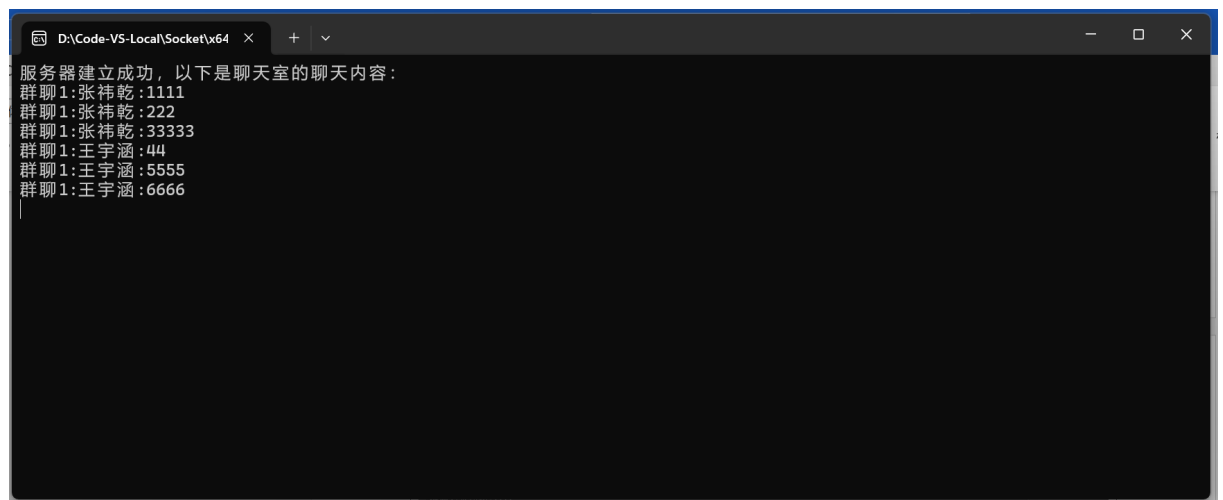 D:\Code-VS-Local\Socket\x64
服务器建立成功, 以下是聊天室的聊天内容:
群聊1:张祎乾:1111
群聊1:张祎乾:222
群聊1:张祎乾:33333
群聊1:王宇涵:44
群聊1:王宇涵:5555
群聊1:王宇涵:6666